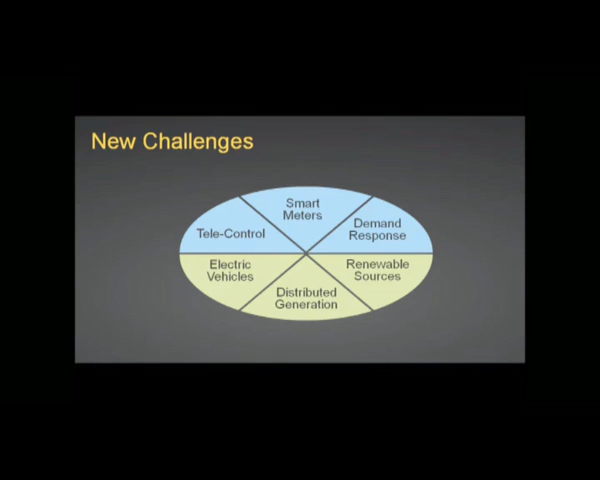 New Challenges
Smart
Meters
Tele-Control
Demand
Response
Electric
Vehicles
Renewable
Sources
Distributed
Generation